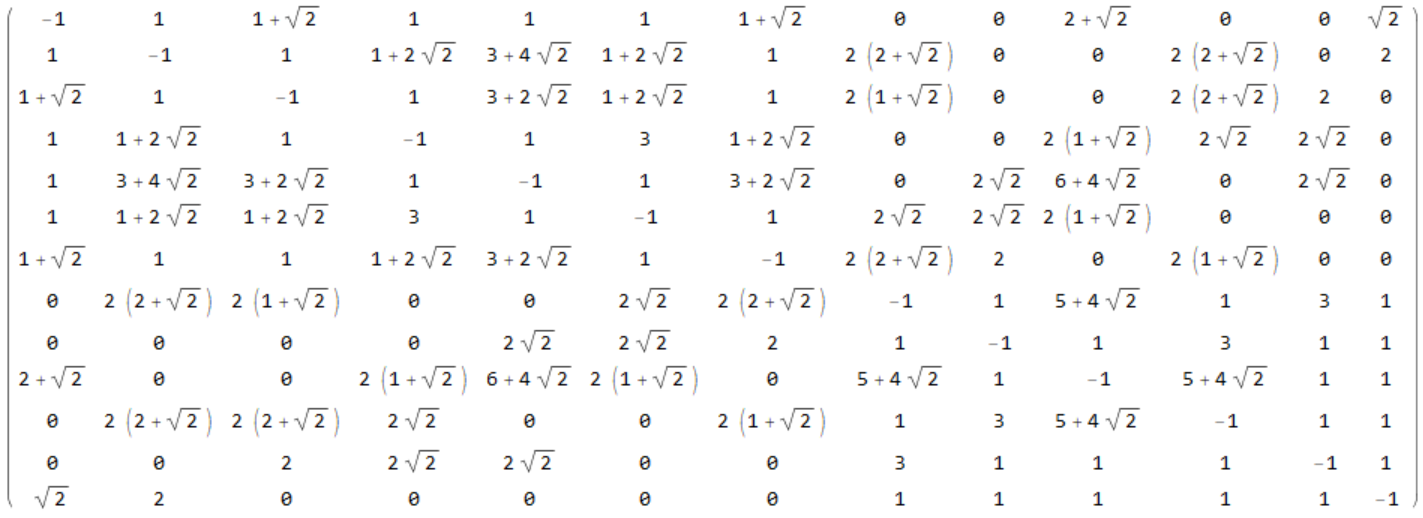 -1 1 1+√2 1 1 1 1+√2 0 0 2+√2 0 0 √2
1 -1 1 1+2√2 3+4√2 1+2√2 1 2 (2+√2) 0 0 2 (2+√2) 0 2
1+√2 1 -1 1 3+2√2 1+2√2 1 2 (1+√2) 0 0 2 (2+√2) 2 0
1 1+2√2 1 -1 1 3 1+2√2 0 0 2 (1+√2) 2√2 2√2 0
1 3+4√2 3+2√2 1 -1 1 3+2√2 0 2√2 6+4√2 0 2√2 0
1 1+2√2 1+2√2 3 1 -1 1 2√2 2√2 2 (1+√2) 0 0 0
1+√2 1 1 1+2√2 3+2√2 1 -1 2 (2+√2) 2 0 2 (1+√2) 0 0
0 2 (2+√2) 2 (1+√2) 0 0 2√2 2 (2+√2) -1 1 5+4√2 1 3 1
0 0 0 0 2√2 2√2 2 1 -1 1 3 1 1
2+√2 0 0 2 (1+√2) 6+4√2 2 (1+√2) 0 5+4√2 1 -1 5+4√2 1 1
0 2 (2+√2) 2 (2+√2) 2√2 0 0 2 (1+√2) 1 3 5+4√2 -1 1 1
0 0 2 2√2 2√2 0 0 3 1 1 1 -1 1
√2 2 0 0 0 0 0 1 1 1 1 1 -1